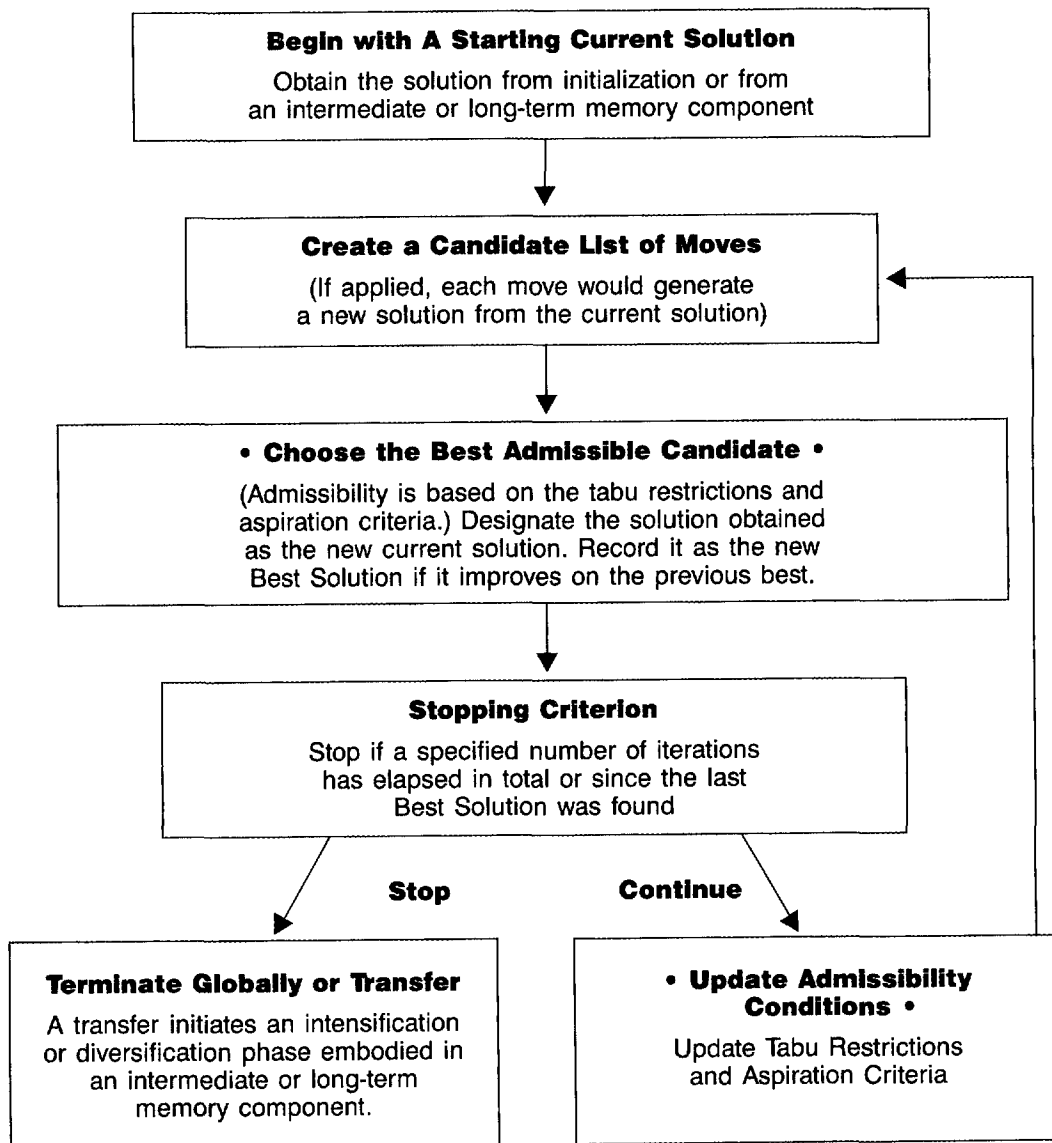 Begin with A Starting Current Solution
Obtain the solution from initialization or from
an intermediate or long-term memory component
Create a Candidate List of Moves
(If applied, each move would generate
a new solution from the current solution)
• Choose the Best Admissible Candidate •
(Admissibility is based on the tabu restrictions and
aspiration criteria.) Designate the solution obtained
as the new current solution. Record it as the new
Best Solution if it improves on the previous best.
Stopping Criterion
Stop if a specified number of iterations
has elapsed in total or since the last
Best Solution was found
Stop
Continue
Terminate Globally or Transfer
A transfer initiates an intensification
or diversification phase embodied in
an intermediate or long-term
memory component.
• Update Admissibility
Conditions •
Update Tabu Restrictions
and Aspiration Criteria